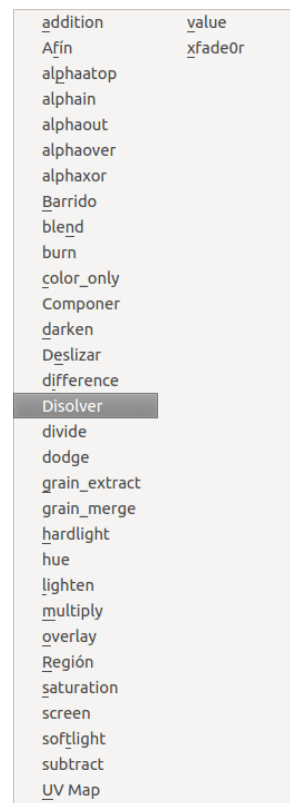 addition
Afín
alphaatop
alphain
alphaout
alphaover
alphaxor
Barrido
blend
burn
color_only
Componer
darken
Deslizar
difference
Disolver
divide
dodge
grain_extract
grain_merge
hardlight
hue
lighten
multiply
overlay
Región
saturation
screen
softlight
subtract
UV Map
value
xfade0r